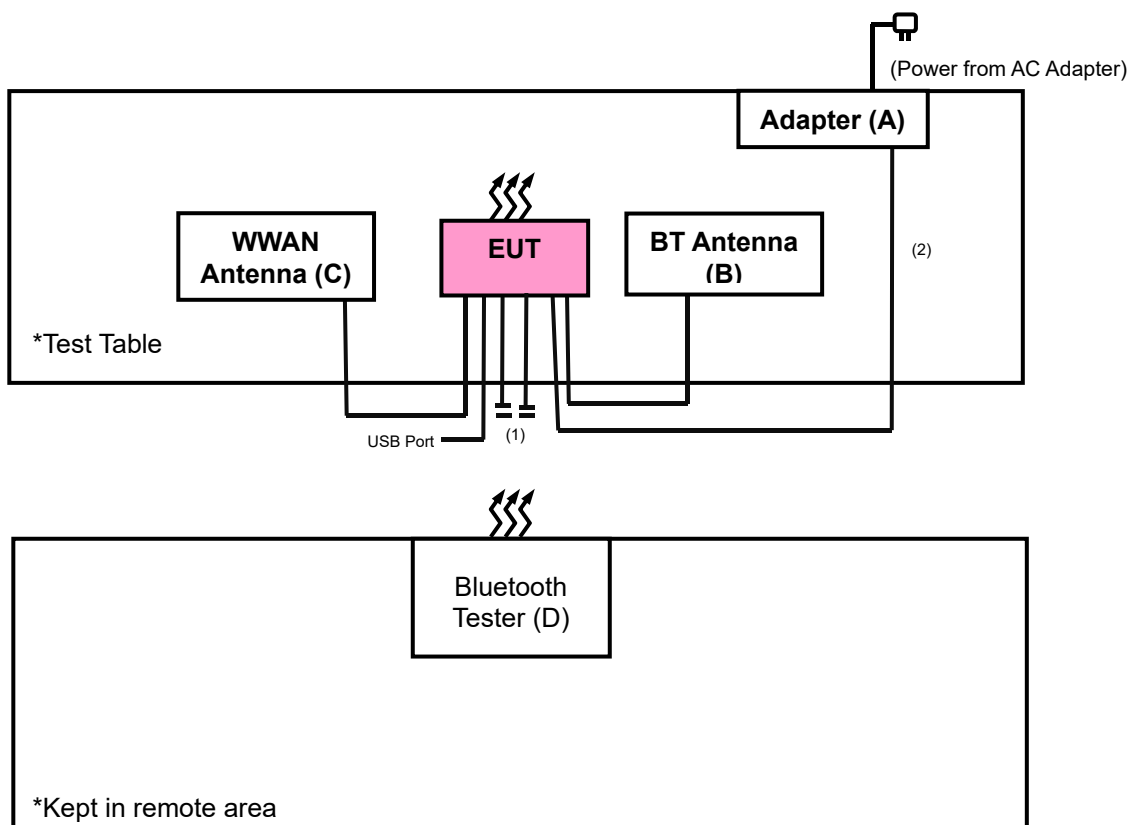 (Power from AC Adapter)
Adapter (A)
WWAN
Antenna (C)
EUT
BT Antenna
(B)
(2)
*Test Table
USB Port
(1)
Bluetooth
Tester (D)
*Kept in remote area